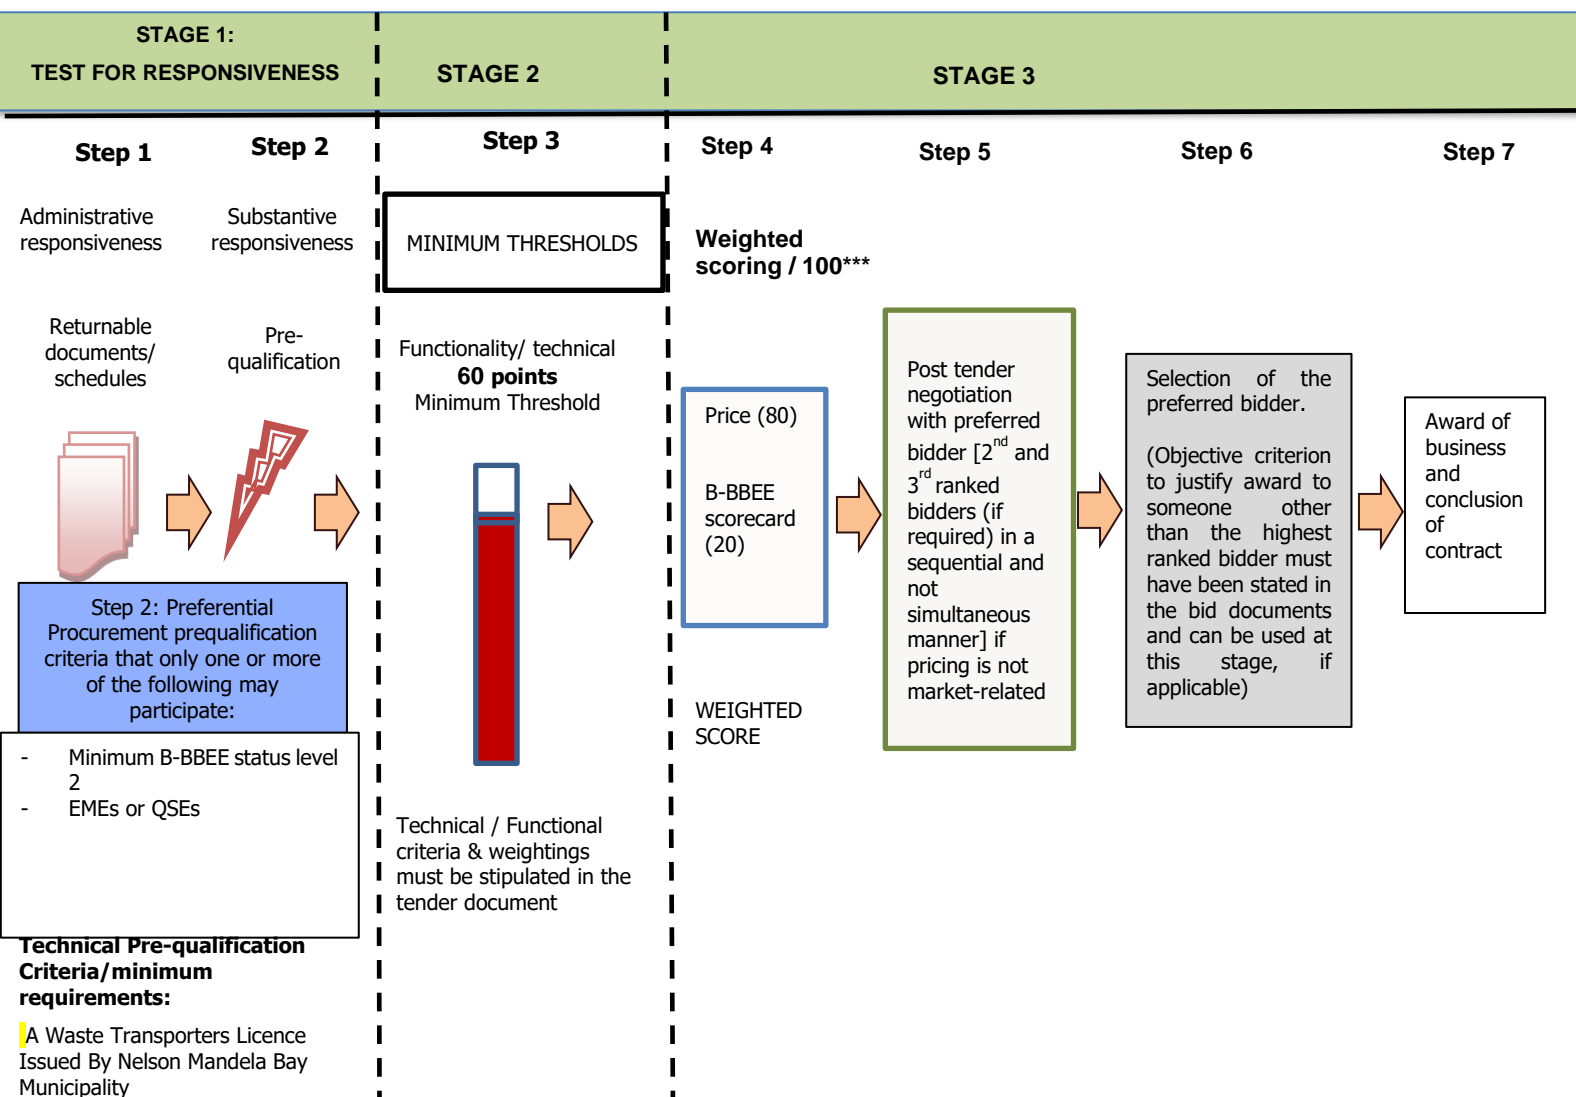 STAGE 1:
TEST FOR RESPONSIVENESS
STAGE 2
STAGE 3
Step 1
Step 2
Step 3
Step 4
Step 5
Step 6
Step 7
Administrative
responsiveness
Substantive
responsiveness
MINIMUM THRESHOLDS
Weighted
scoring / 100***
Returnable
documents/
schedules
Pre-
qualification
Functionality/ technical
60 points
Minimum Threshold
Price (80)
B-BBEE
scorecard
(20)
WEIGHTED
SCORE
Post tender
negotiation
with preferred
bidder [2nd and
3rd ranked
bidders (if
required) in a
sequential and
not
simultaneous
manner] if
pricing is not
market-related
Selection of the
preferred bidder.
(Objective criterion
to justify award to
someone other
than the highest
ranked bidder must
have been stated in
the bid documents
and can be used at
this stage, if
applicable)
Award of
business
and
conclusion
of
contract
Step 2: Preferential
Procurement prequalification
criteria that only one or more
of the following may
participate:
- Minimum B-BBEE status level
2
- EMEs or QSEs
Technical / Functional
criteria & weightings
must be stipulated in the
tender document
Technical Pre-qualification
Criteria/minimum
requirements:
A Waste Transporters Licence
Issued By Nelson Mandela Bay
Municipality